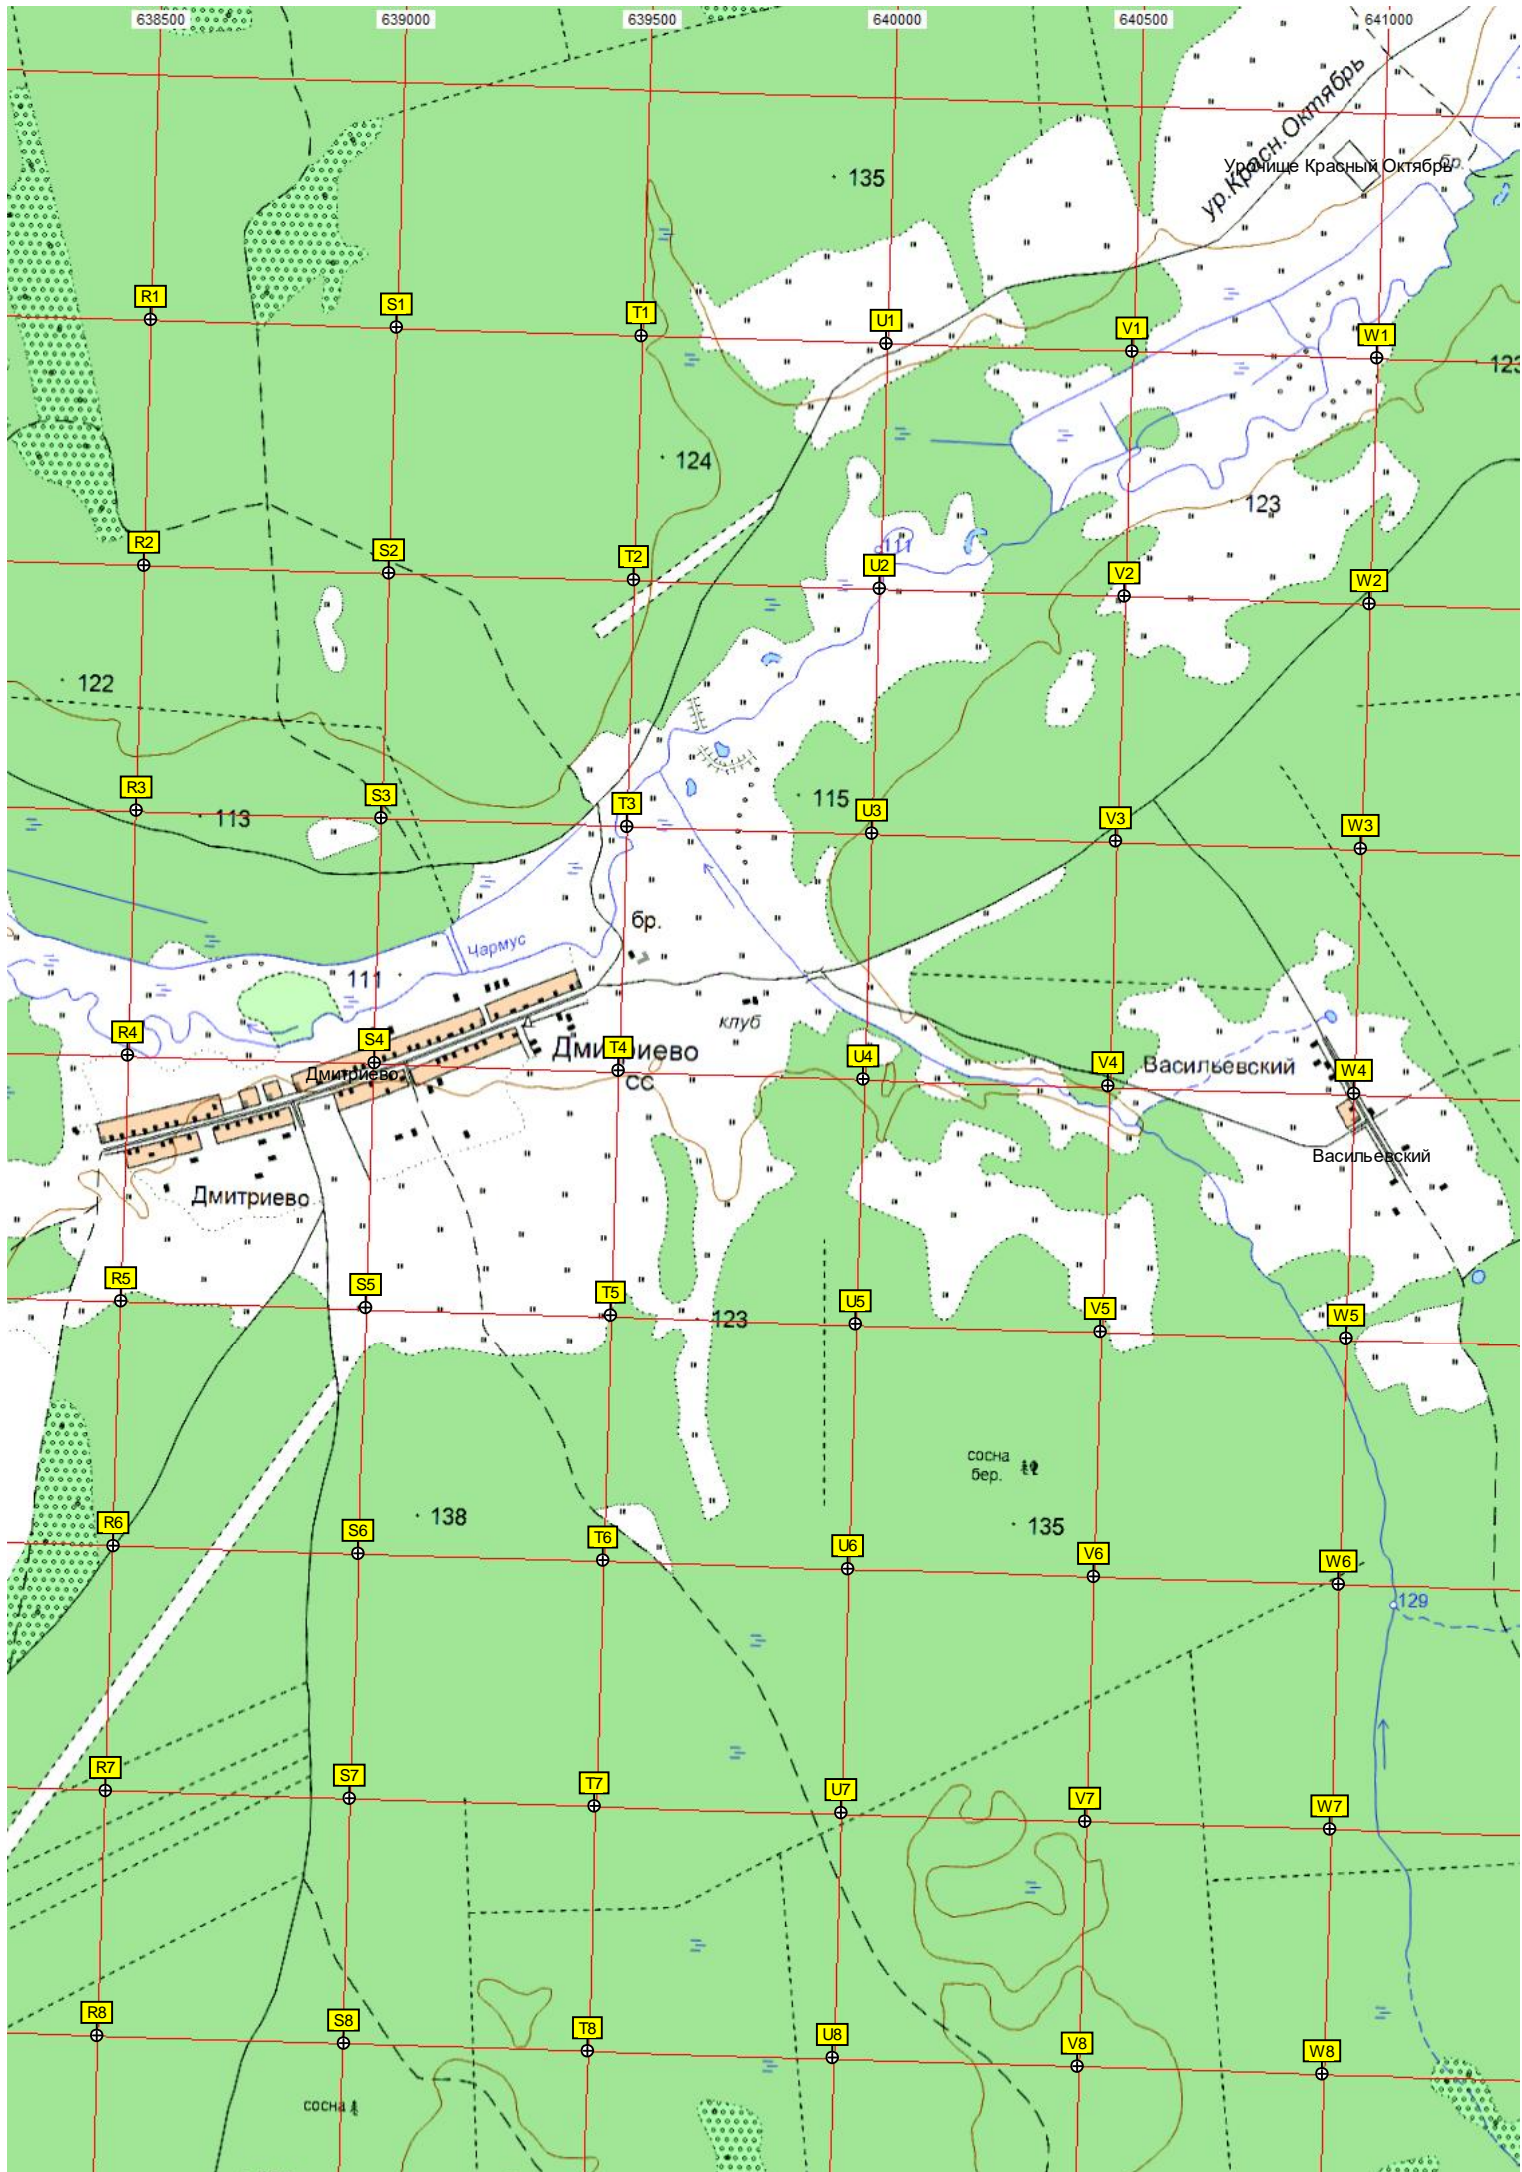 638500 639000 639500 640000 640500 641000
ур.Красн.Октябрь
135
Урочище Красный Октябрь
бр.
R1 S1 T1 U1 V1 W1
123
124
123
111
R2 S2 T2 U2 V2 W2
122
R3 S3 T3 U3 V3 W3
113
115
бр.
Чармус
111
клуб
R4 S4 T4 U4 V4 W4
Дмитриево
СС
Васильевский
Дмитриево
Васильевский
Дмитриево
R5 S5 T5 U5 V5 W5
123
сосна
бер.
138
135
R6 S6 T6 U6 V6 W6
129
R7 S7 T7 U7 V7 W7
R8 S8 T8 U8 V8 W8
сосна